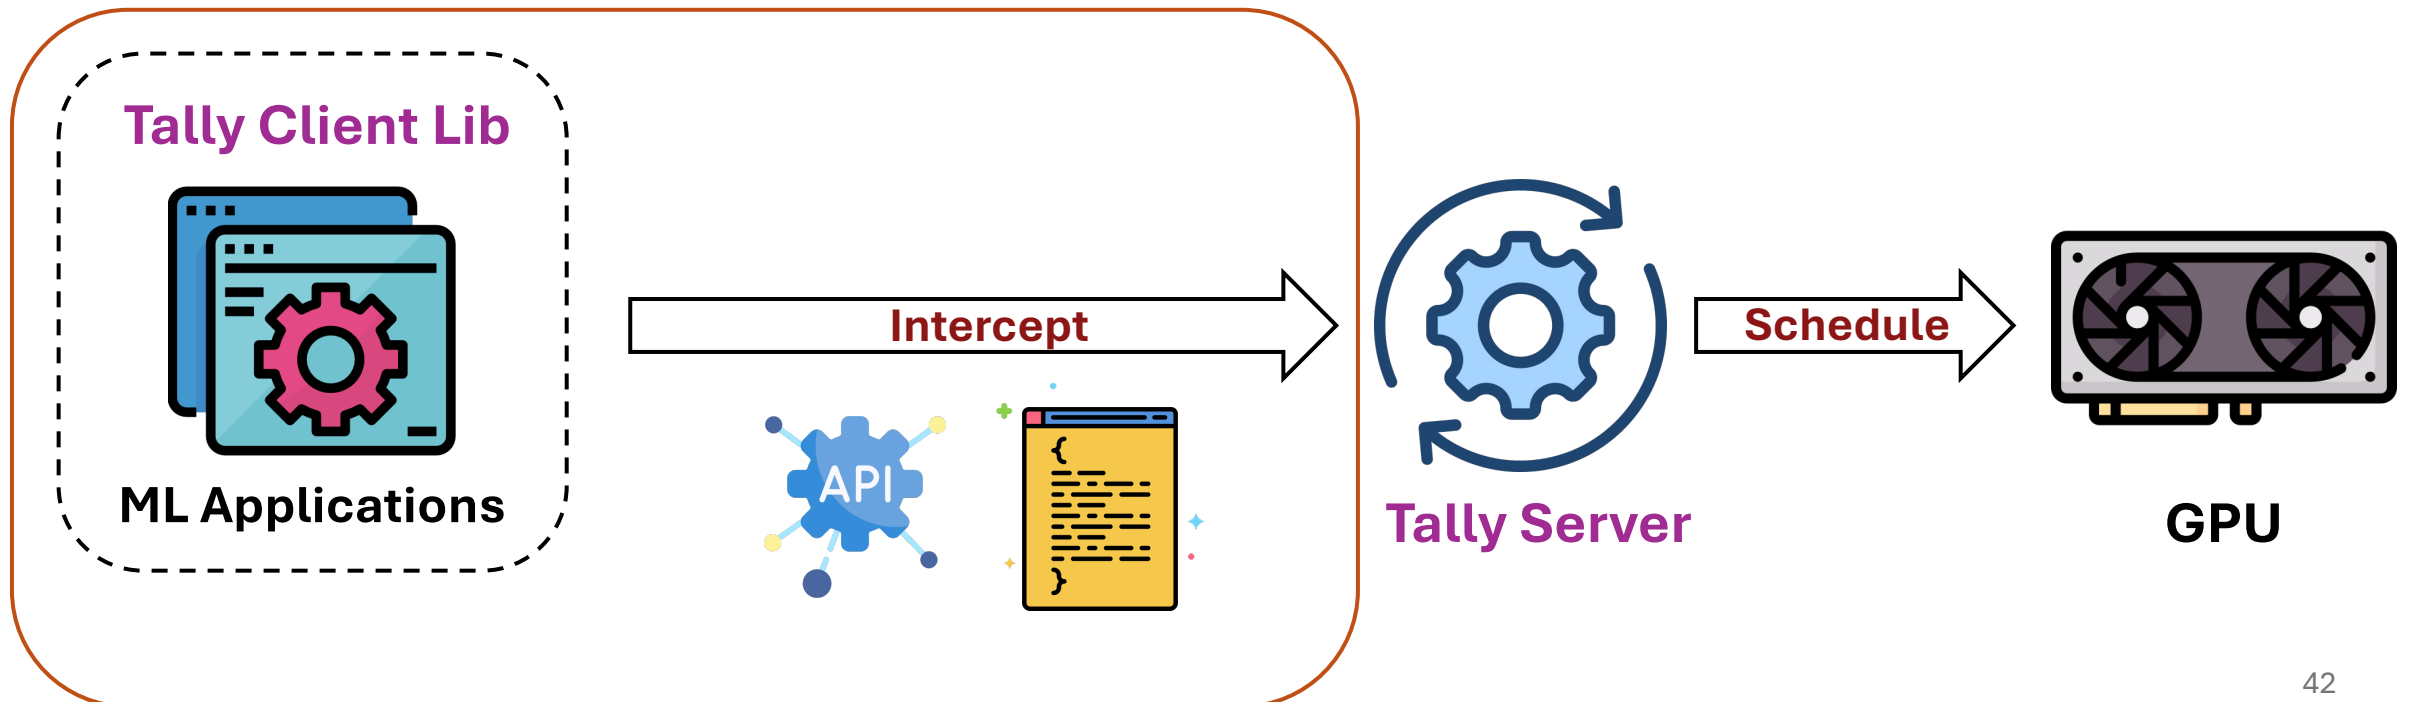 Tally Client Lib
ML Applications
Intercept
API
{
}
Tally Server
Schedule
GPU
42